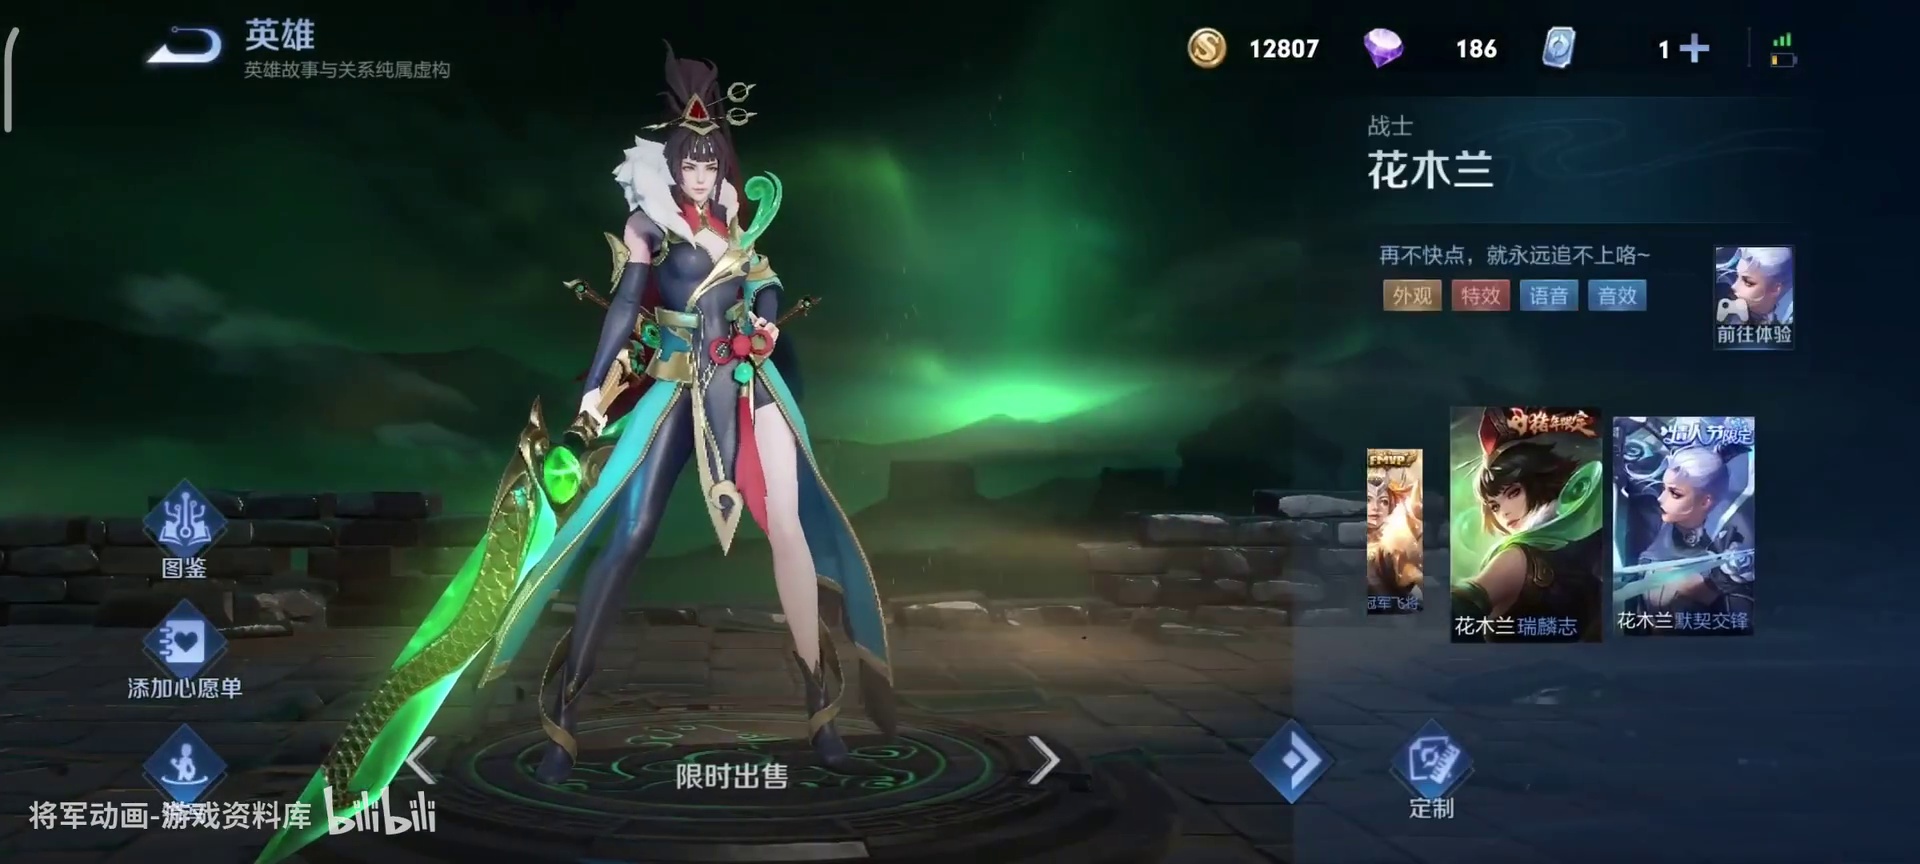 英雄
英雄故事与关系纯属虚构
12807
186
1
战士
花木兰
再不快点，就永远追不上咯~
外观 特效 语音 音效
前往体验
FMVP
冠军飞将
猪年限定
花木兰瑞麟志
情人节限定
花木兰默契交锋
图鉴
添加心愿单
限时出售
定制
将军动画-游戏资料库 bilibili